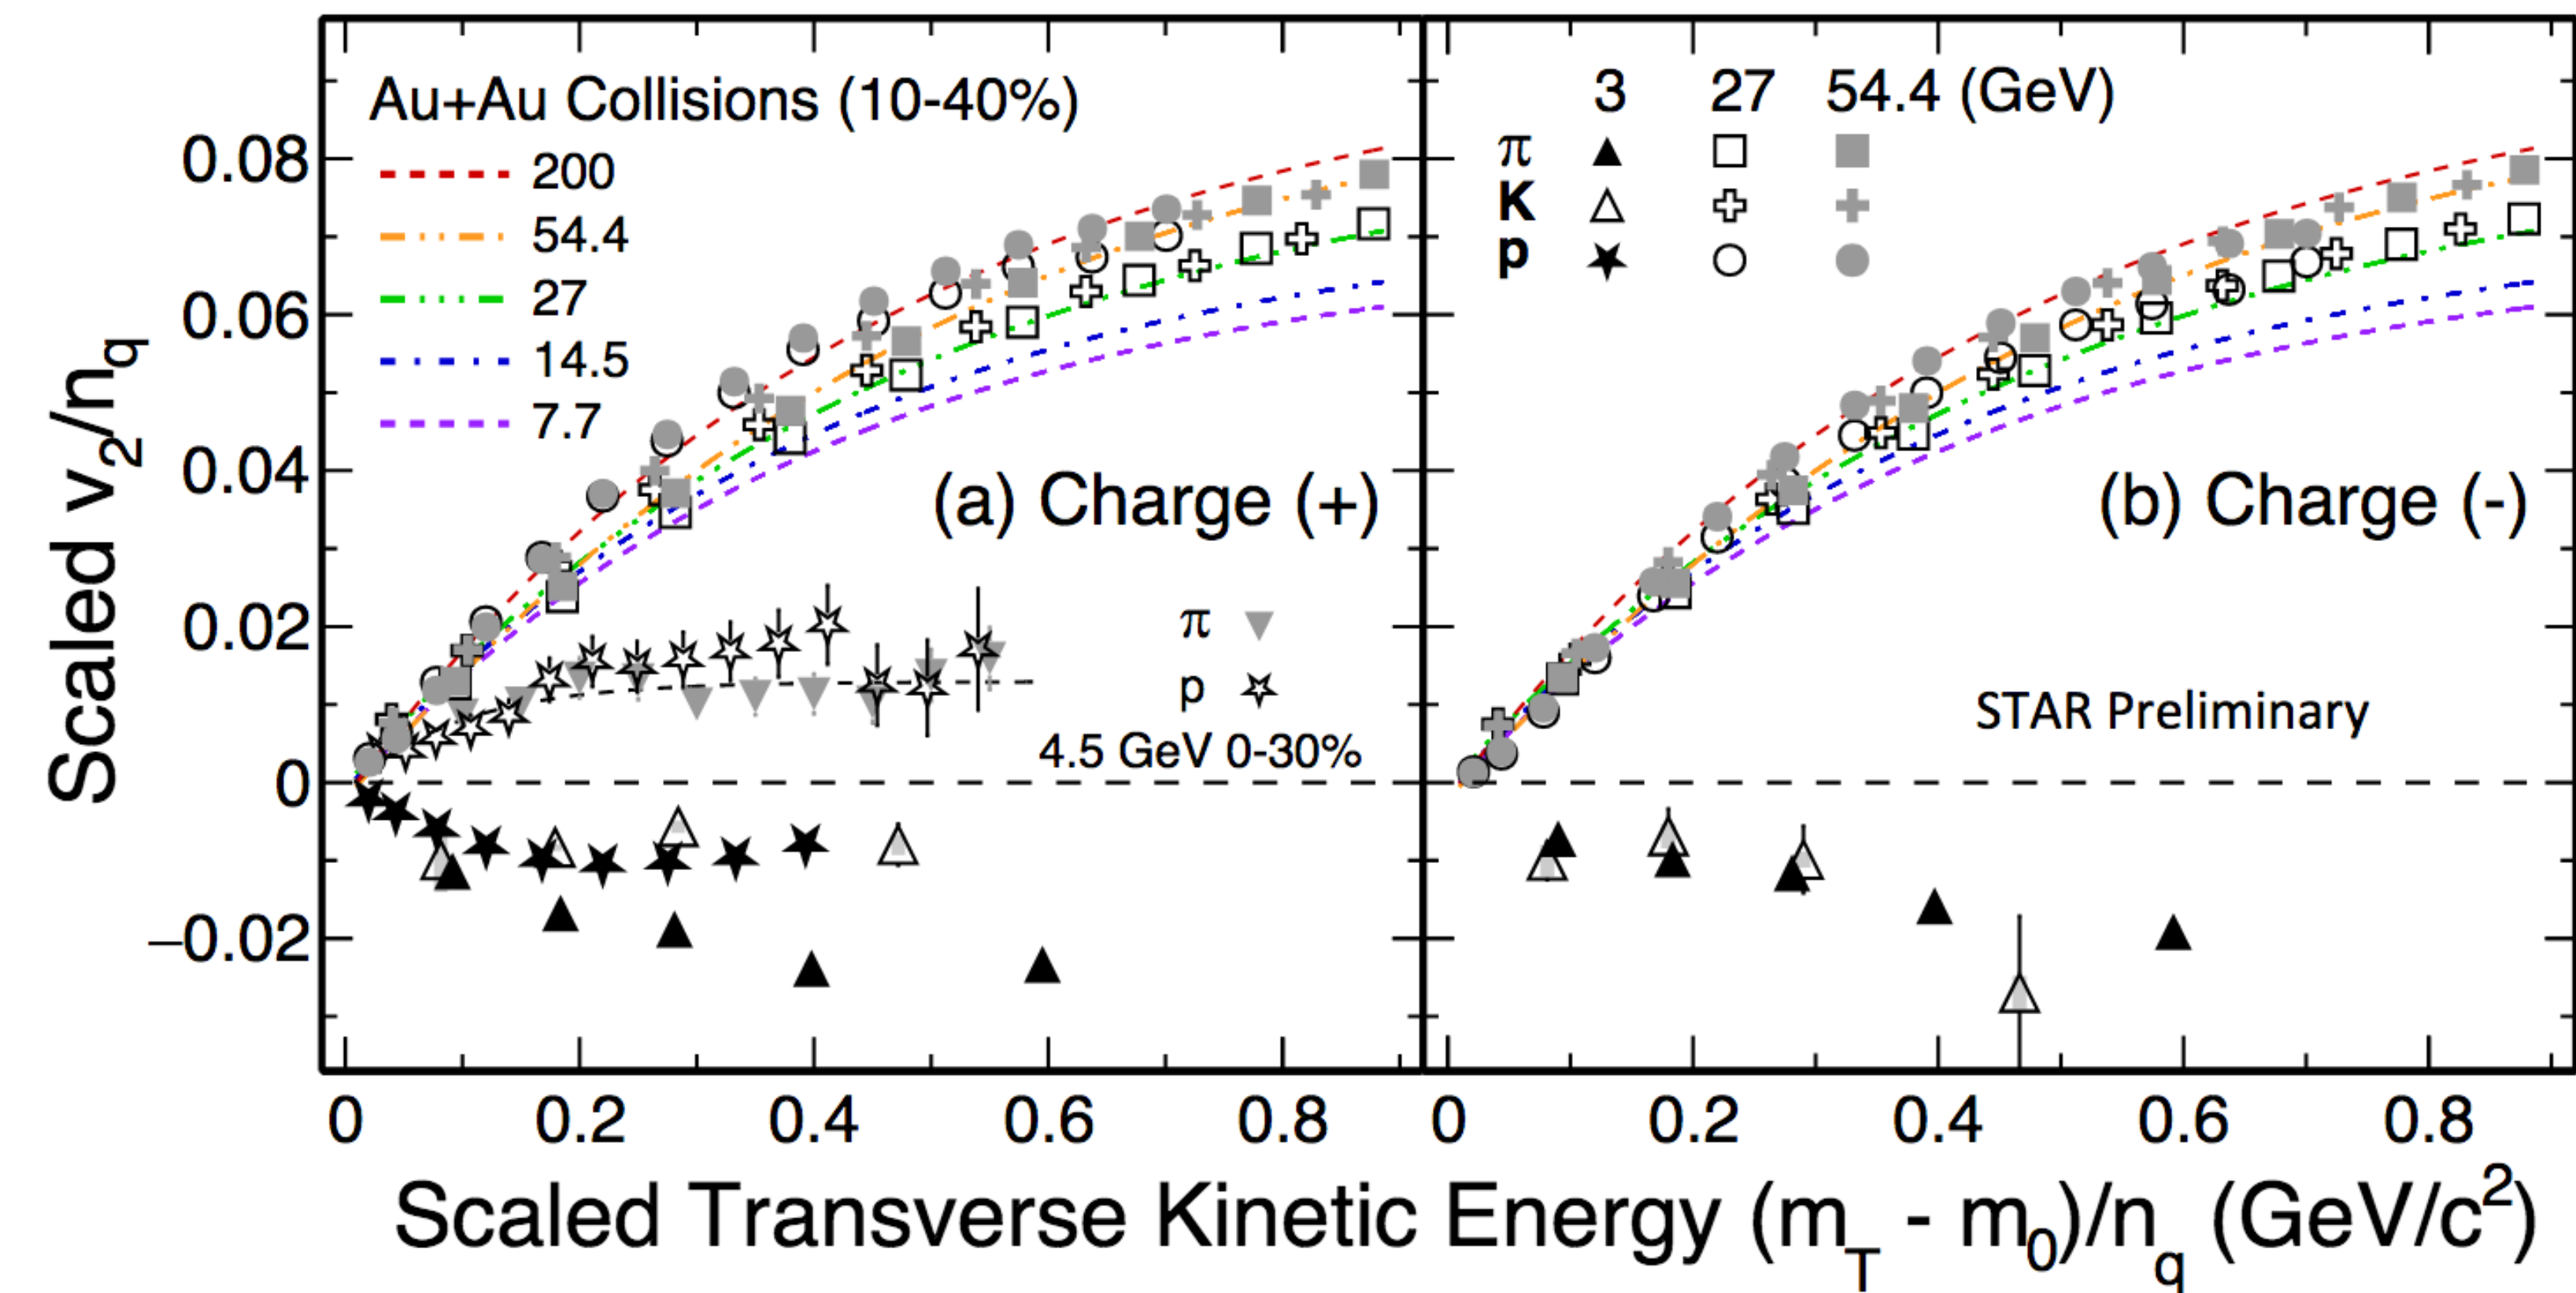 Au+Au Collisions (10-40%)
200
54.4
27
14.5
7.7
(a) Charge (+)
π
p
4.5 GeV 0-30%
3 27 54.4 (GeV)
π
K
p
(b) Charge (-)
STAR Preliminary
Scaled v₂/n_q
0.08
0.06
0.04
0.02
0
−0.02
0 0.2 0.4 0.6 0.8
0 0.2 0.4 0.6 0.8
Scaled Transverse Kinetic Energy (m_T - m₀)/n_q (GeV/c²)